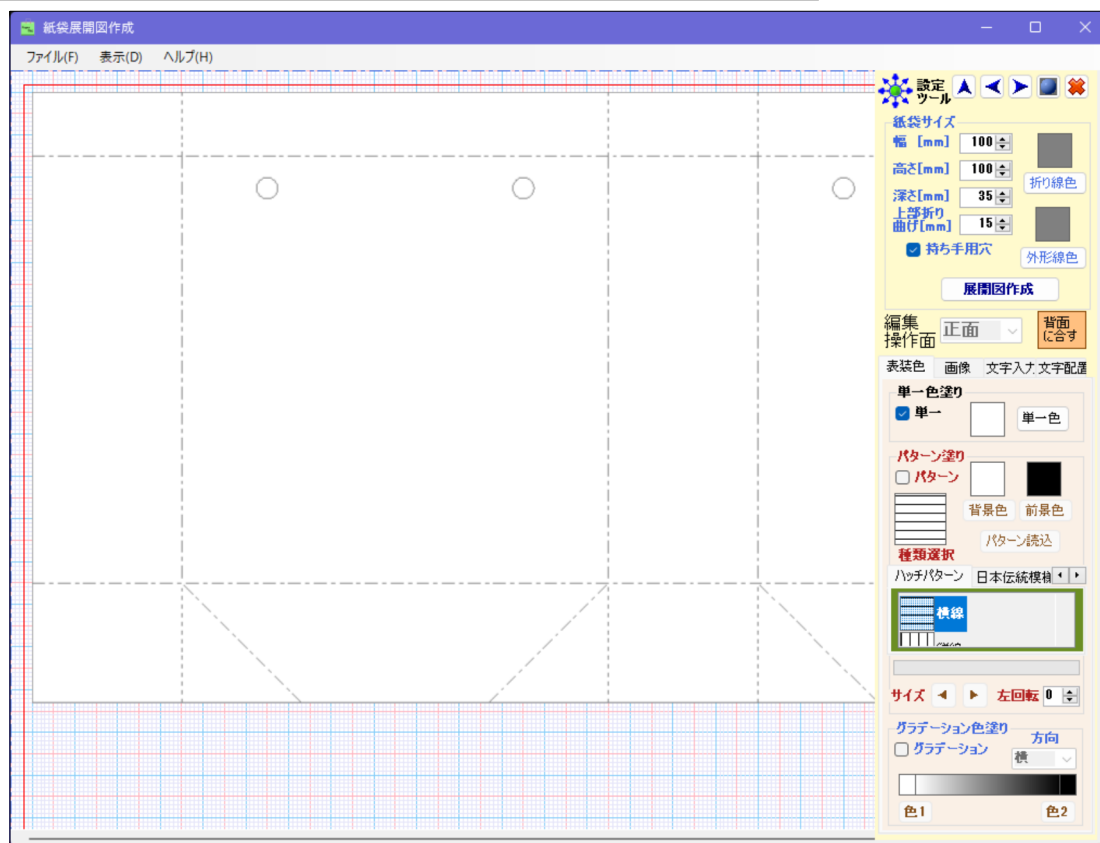 紙袋展開図作成
ファイル(F) 表示(D) ヘルプ(H)
設定
ツール
紙袋サイズ
幅 [mm] 100
高さ[mm] 100
折り線色
深さ[mm] 35
上部折り
曲げ[mm] 15
持ち手用穴
外形線色
展開図作成
編集
操作面 正面
背面
に合す
表装色 画像 文字入力 文字配置
単一色塗り
単一 単一色
パターン塗り
パターン
背景色 前景色
パターン読込
種類選択
ハッチパターン 日本伝統模様
横線
サイズ 左回転 0
グラデーション色塗り
方向
グラデーション 横
色1 色2